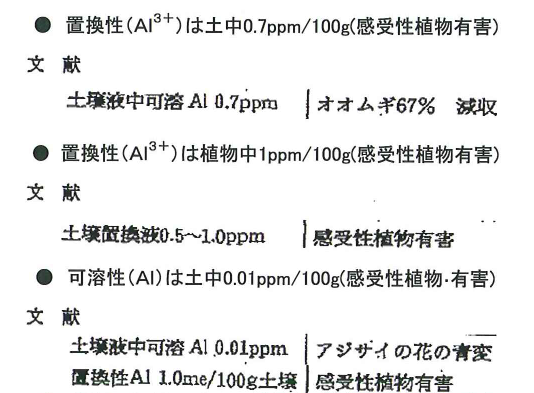 ● 置換性(Al³⁺)は土中0.7ppm/100g(感受性植物有害)
文 献
土壌液中可溶 Al 0.7ppm | オオムギ67% 減収
● 置換性(Al³⁺)は植物中1ppm/100g(感受性植物有害)
文 献
土壌置換液0.5〜1.0ppm | 感受性植物有害
● 可溶性(Al)は土中0.01ppm/100g(感受性植物・有害)
文 献
土壌液中可溶 Al 0.01ppm | アジサイの花の青変
置換性Al 1.0me/100g土壌 | 感受性植物有害